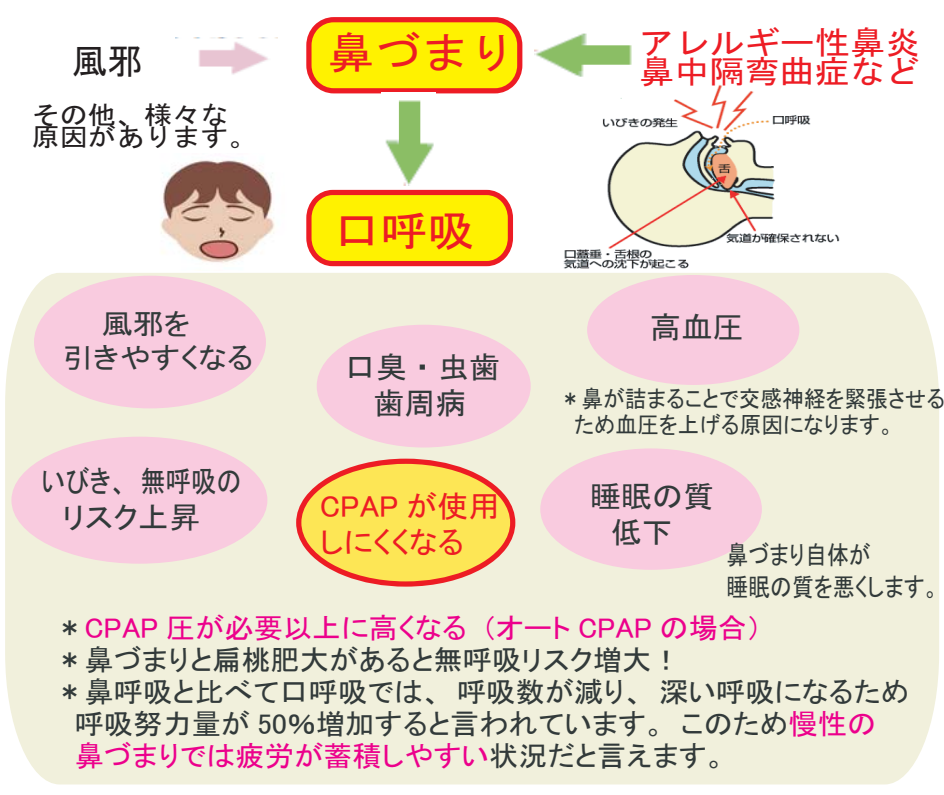 風邪
鼻づまり
アレルギー性鼻炎
鼻中隔弯曲症など
その他、様々な
原因があります。
いびきの発生
口呼吸
舌
口呼吸
気道が確保されない
口蓋垂・舌根の
気道への沈下が起こる
風邪を
引きやすくなる
口臭・虫歯
歯周病
高血圧
＊鼻が詰まることで交感神経を緊張させる
ため血圧を上げる原因になります。
いびき、無呼吸の
リスク上昇
CPAP が使用
しにくくなる
睡眠の質
低下
鼻づまり自体が
睡眠の質を悪くします。
＊CPAP 圧が必要以上に高くなる（オート CPAP の場合）
＊鼻づまりと扁桃肥大があると無呼吸リスク増大！
＊鼻呼吸と比べて口呼吸では、呼吸数が減り、深い呼吸になるため
呼吸努力量が 50%増加すると言われています。このため慢性の
鼻づまりでは疲労が蓄積しやすい状況だと言えます。